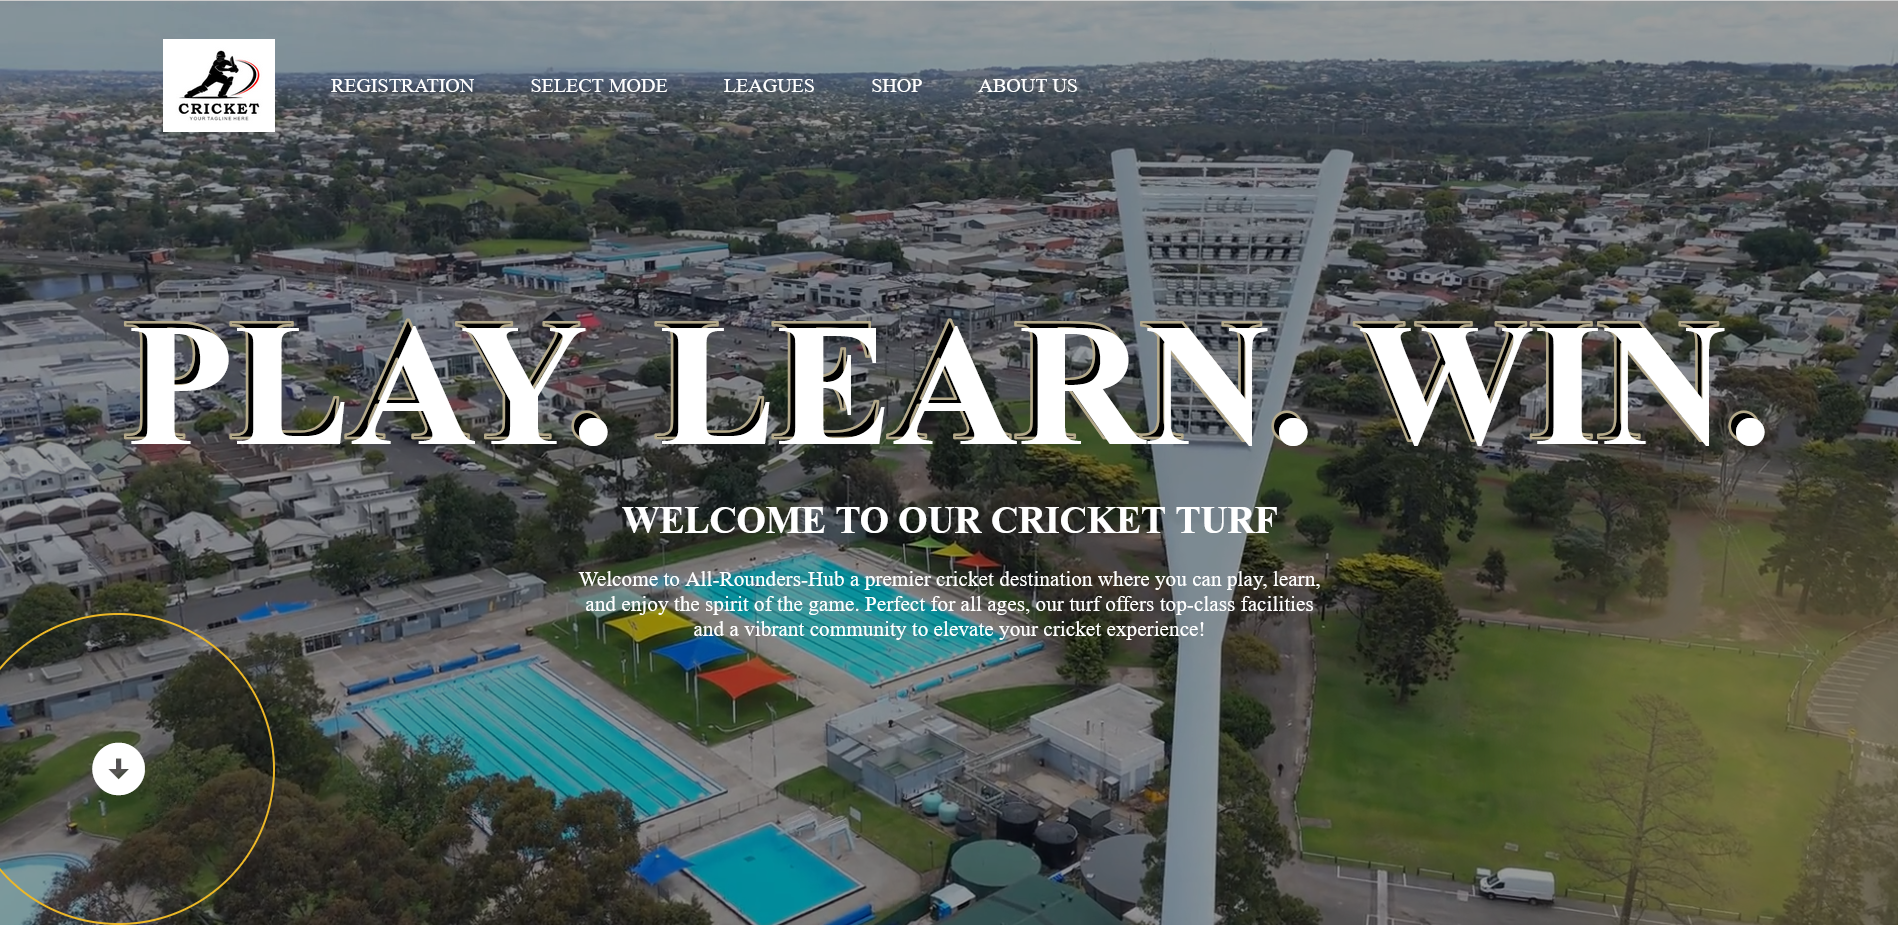 CRICKET
YOUR TAGLINE HERE
REGISTRATION
SELECT MODE
LEAGUES
SHOP
ABOUT US
PLAY. LEARN. WIN.
WELCOME TO OUR CRICKET TURF
Welcome to All-Rounders-Hub a premier cricket destination where you can play, learn,
and enjoy the spirit of the game. Perfect for all ages, our turf offers top-class facilities
and a vibrant community to elevate your cricket experience!